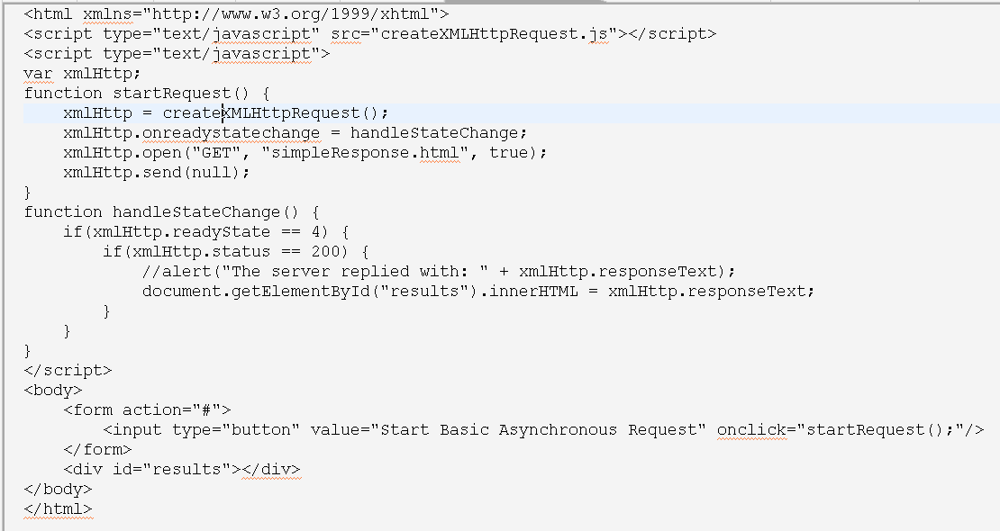 <html xmlns="http://www.w3.org/1999/xhtml">
<script type="text/javascript" src="createXMLHttpRequest.js"></script>
<script type="text/javascript">
var xmlHttp;
function startRequest() {
    xmlHttp = createXMLHttpRequest();
    xmlHttp.onreadystatechange = handleStateChange;
    xmlHttp.open("GET", "simpleResponse.html", true);
    xmlHttp.send(null);
}
function handleStateChange() {
    if(xmlHttp.readyState == 4) {
        if(xmlHttp.status == 200) {
            //alert("The server replied with: " + xmlHttp.responseText);
            document.getElementById("results").innerHTML = xmlHttp.responseText;
        }
    }
}
</script>
<body>
    <form action="#">
        <input type="button" value="Start Basic Asynchronous Request" onclick="startRequest();"/>
    </form>
    <div id="results"></div>
</body>
</html>